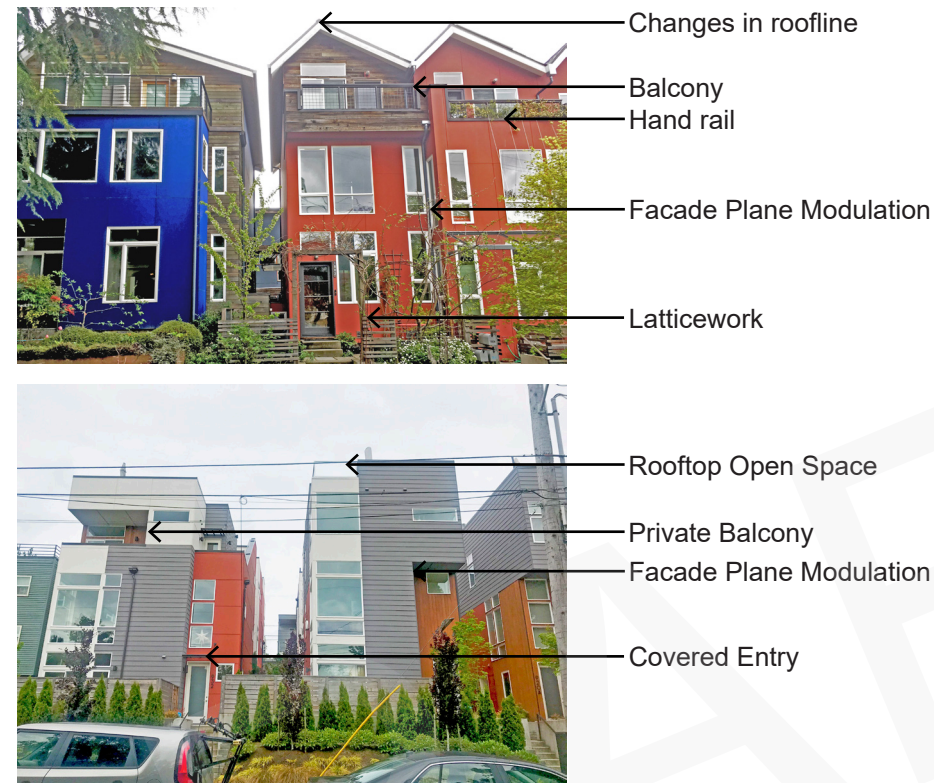 Changes in roofline
Balcony
Hand rail
Facade Plane Modulation
Latticework
Rooftop Open Space
Private Balcony
Facade Plane Modulation
Covered Entry